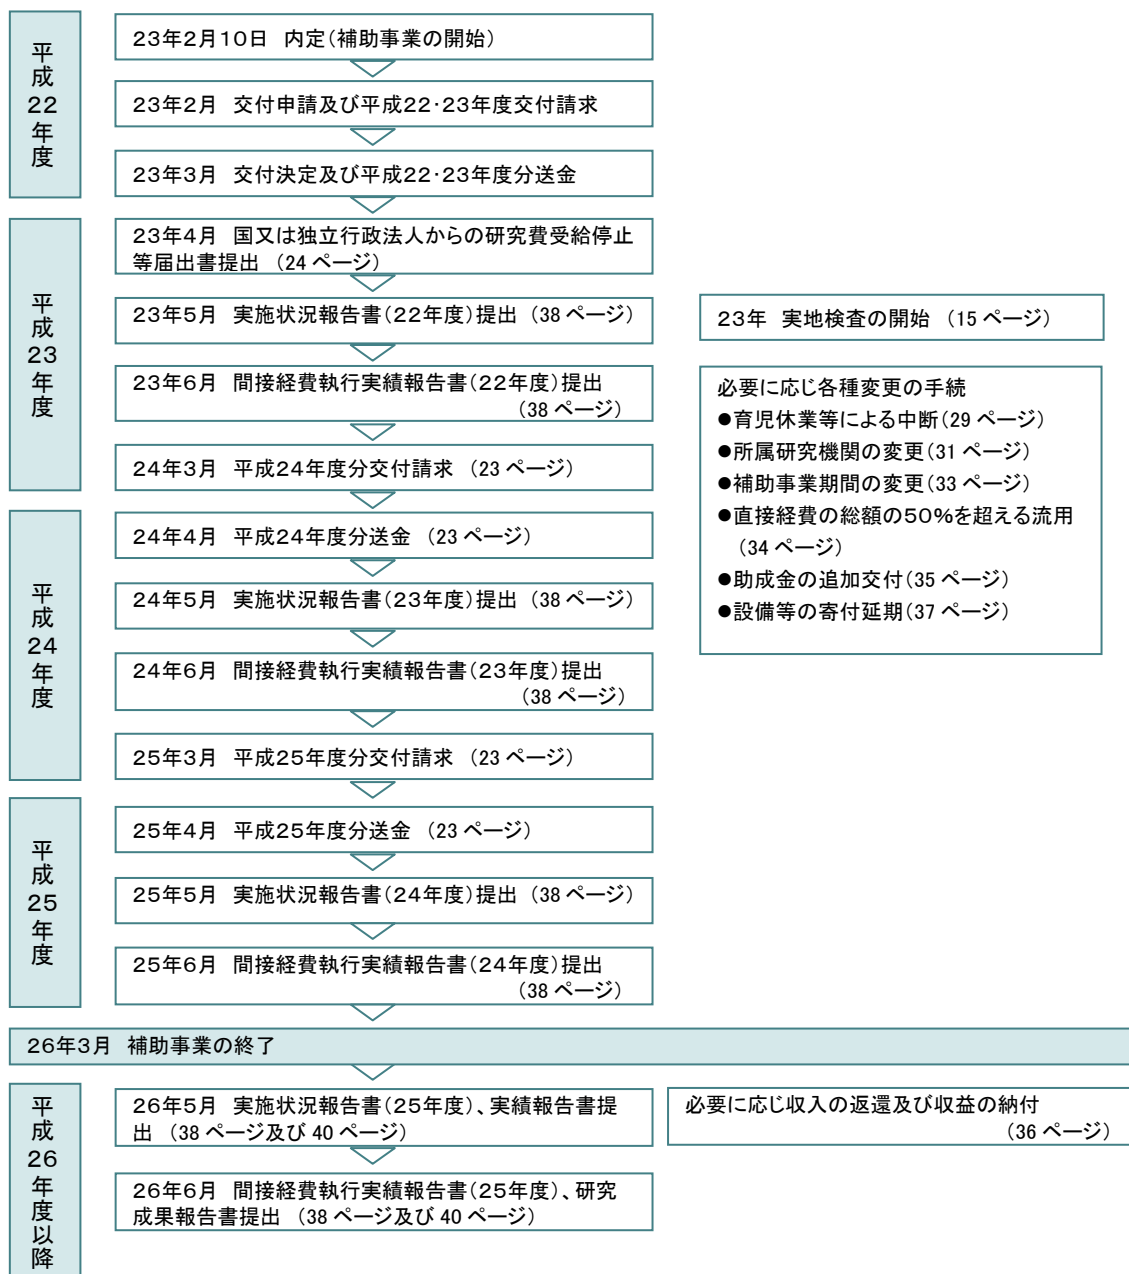 平成22年度
23年2月10日 内定(補助事業の開始)
23年2月 交付申請及び平成22・23年度交付請求
23年3月 交付決定及び平成22・23年度分送金
平成23年度
23年4月 国又は独立行政法人からの研究費受給停止
等届出書提出 (24 ページ)
23年5月 実施状況報告書(22年度)提出 (38 ページ)
23年6月 間接経費執行実績報告書(22年度)提出
(38 ページ)
24年3月 平成24年度分交付請求 (23 ページ)
23年 実地検査の開始 (15 ページ)
必要に応じ各種変更の手続
●育児休業等による中断(29 ページ)
●所属研究機関の変更(31 ページ)
●補助事業期間の変更(33 ページ)
●直接経費の総額の50%を超える流用
(34 ページ)
●助成金の追加交付(35 ページ)
●設備等の寄付延期(37 ページ)
平成24年度
24年4月 平成24年度分送金 (23 ページ)
24年5月 実施状況報告書(23年度)提出 (38 ページ)
24年6月 間接経費執行実績報告書(23年度)提出
(38 ページ)
25年3月 平成25年度分交付請求 (23 ページ)
平成25年度
25年4月 平成25年度分送金 (23 ページ)
25年5月 実施状況報告書(24年度)提出 (38 ページ)
25年6月 間接経費執行実績報告書(24年度)提出
(38 ページ)
26年3月 補助事業の終了
平成26年度以降
26年5月 実施状況報告書(25年度)、実績報告書提
出 (38 ページ及び 40 ページ)
必要に応じ収入の返還及び収益の納付
(36 ページ)
26年6月 間接経費執行実績報告書(25年度)、研究
成果報告書提出 (38 ページ及び 40 ページ)